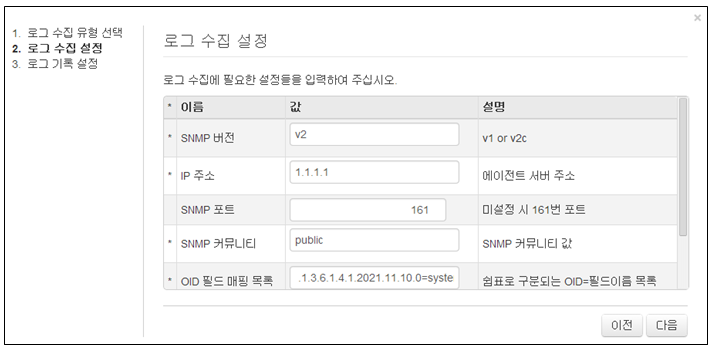 ×
1. 로그 수집 유형 선택
2. 로그 수집 설정
3. 로그 기록 설정
로그 수집 설정
로그 수집에 필요한 설정들을 입력하여 주십시오.
* 이름 값 설명
* SNMP 버전 v2 v1 or v2c
* IP 주소 1.1.1.1 에이전트 서버 주소
SNMP 포트 161 미설정 시 161번 포트
* SNMP 커뮤니티 public SNMP 커뮤니티 값
* OID 필드 매핑 목록 .1.3.6.1.4.1.2021.11.10.0=syste 쉼표로 구분되는 OID=필드이름 목록
이전 다음